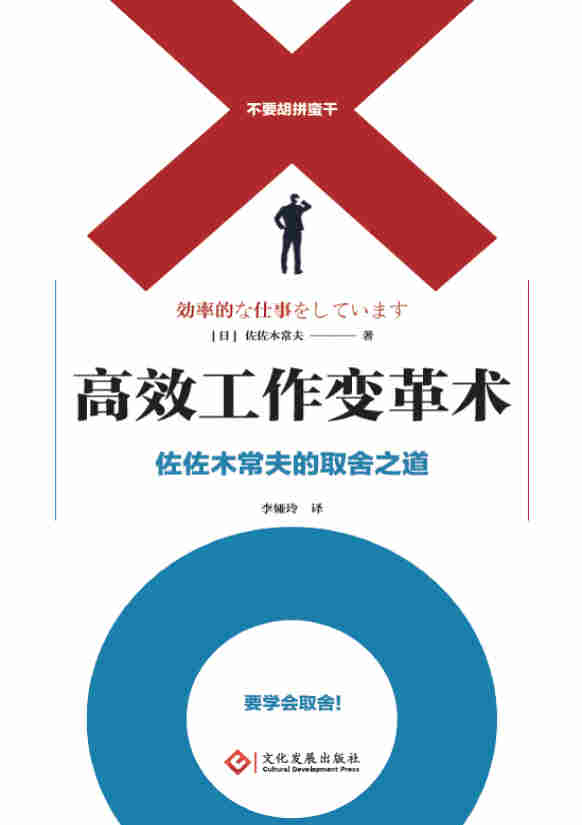 不要胡拼蛮干
効率的な仕事をしています
[日] 佐佐木常夫 ——— 著
高效工作变革术
佐佐木常夫的取舍之道
李娅玲 译
要学会取舍!
文化发展出版社
Cultural Development Press